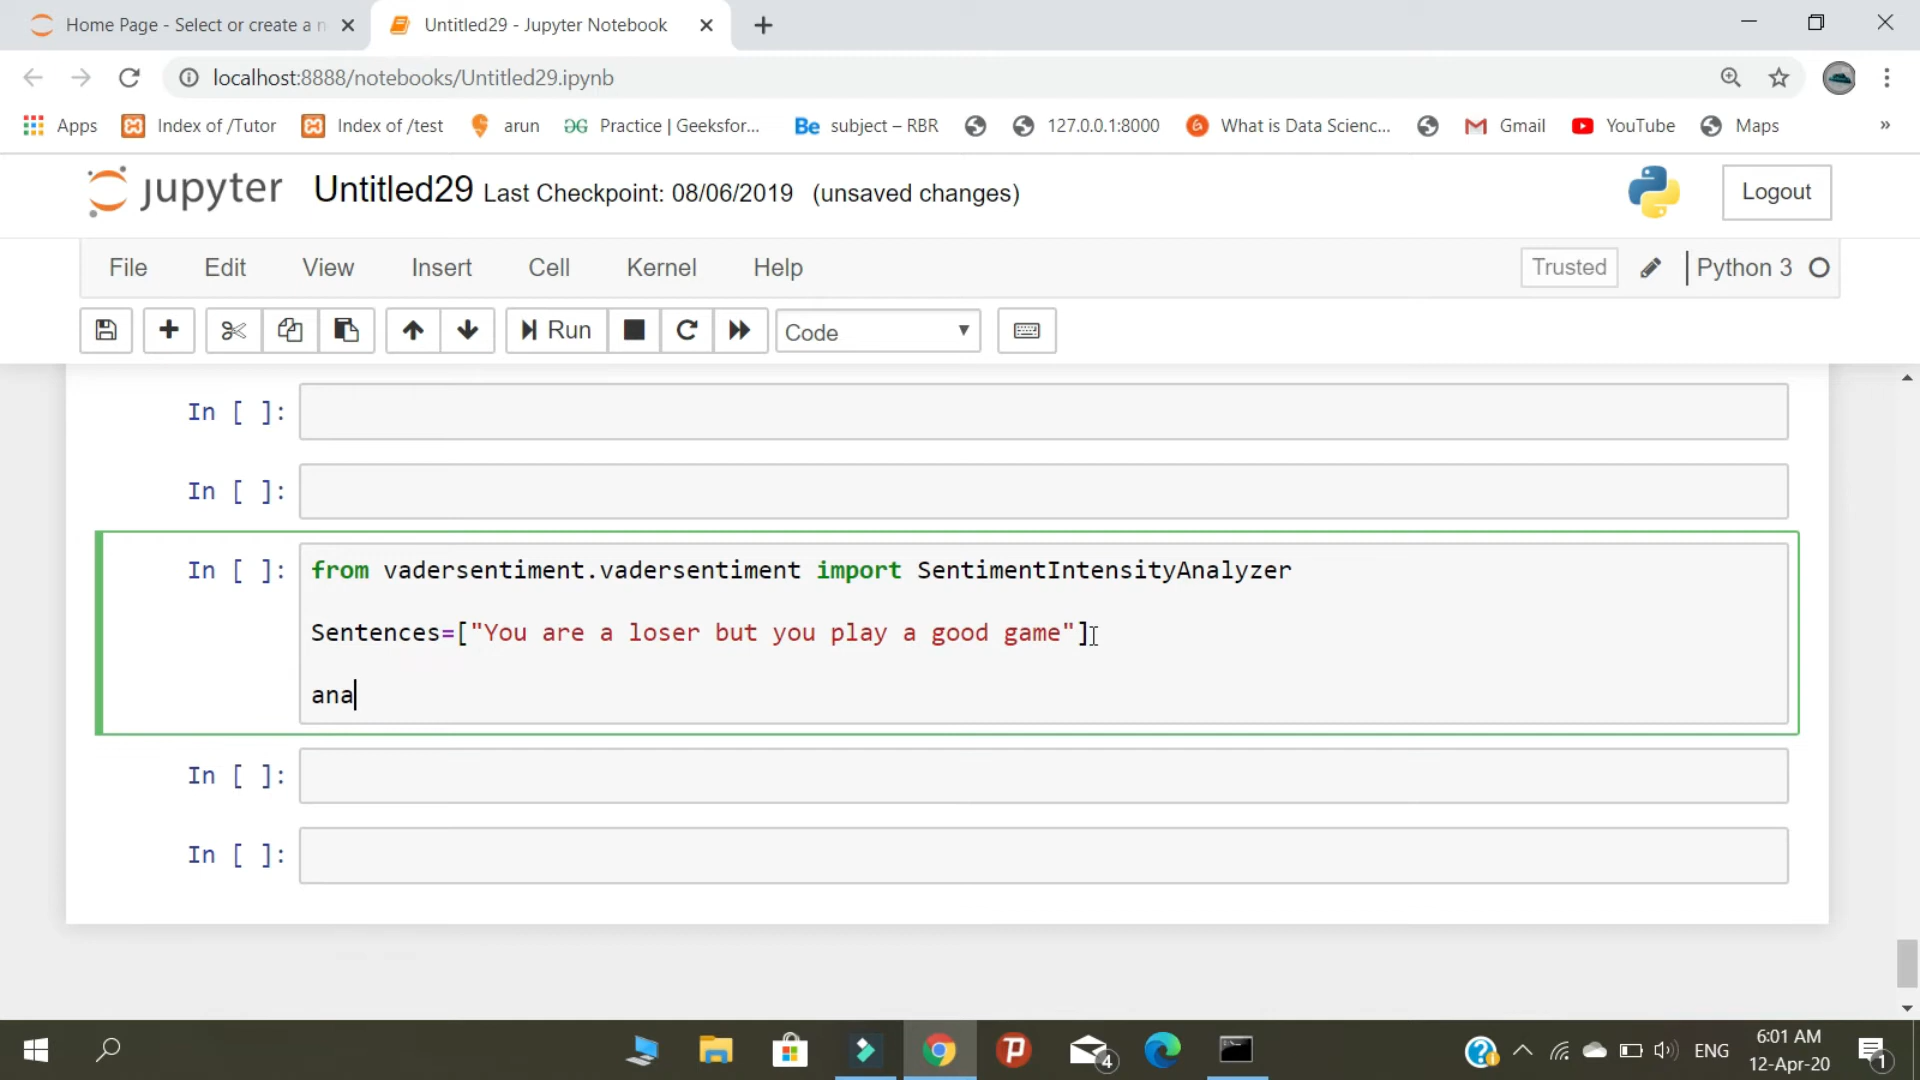 Home Page - Select or create a n
Untitled29 - Jupyter Notebook
localhost:8888/notebooks/Untitled29.ipynb
Apps
Index of /Tutor
Index of /test
arun
Practice | Geeksfor...
Be subject – RBR
127.0.0.1:8000
What is Data Scienc...
Gmail
YouTube
Maps
»
jupyter Untitled29 Last Checkpoint: 08/06/2019 (unsaved changes)
Logout
File Edit View Insert Cell Kernel Help
Trusted
Python 3
Run
Code
In [ ]:
In [ ]:
In [ ]: from vadersentiment.vadersentiment import SentimentIntensityAnalyzer
Sentences=["You are a loser but you play a good game"]
ana
In [ ]:
In [ ]:
4
ENG
6:01 AM
12-Apr-20
1